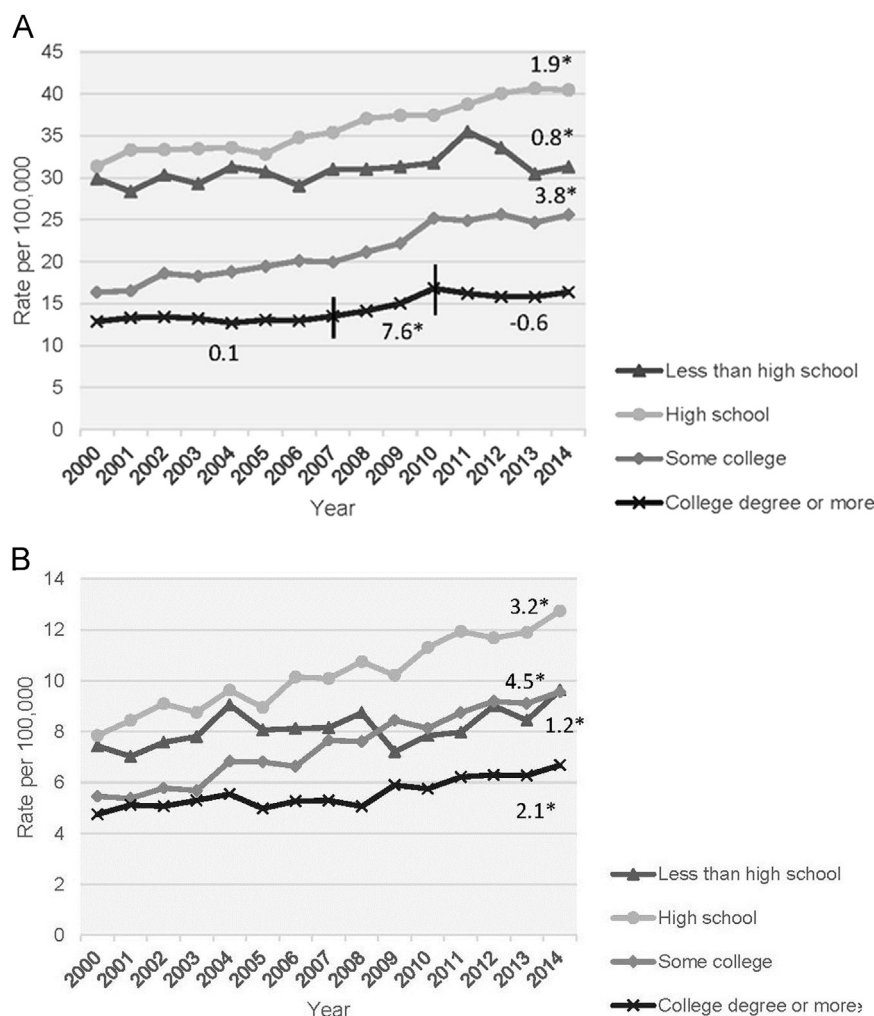 A
45
40
35
30
25
20
15
10
5
0
Rate per 100,000
1.9*
0.8*
3.8*
7.6*
-0.6
0.1
2000 2001 2002 2003 2004 2005 2006 2007 2008 2009 2010 2011 2012 2013 2014
Year
Less than high school
High school
Some college
College degree or more
B
14
12
10
8
6
4
2
0
Rate per 100,000
3.2*
4.5*
1.2*
2.1*
2000 2001 2002 2003 2004 2005 2006 2007 2008 2009 2010 2011 2012 2013 2014
Year
Less than high school
High school
Some college
College degree or more